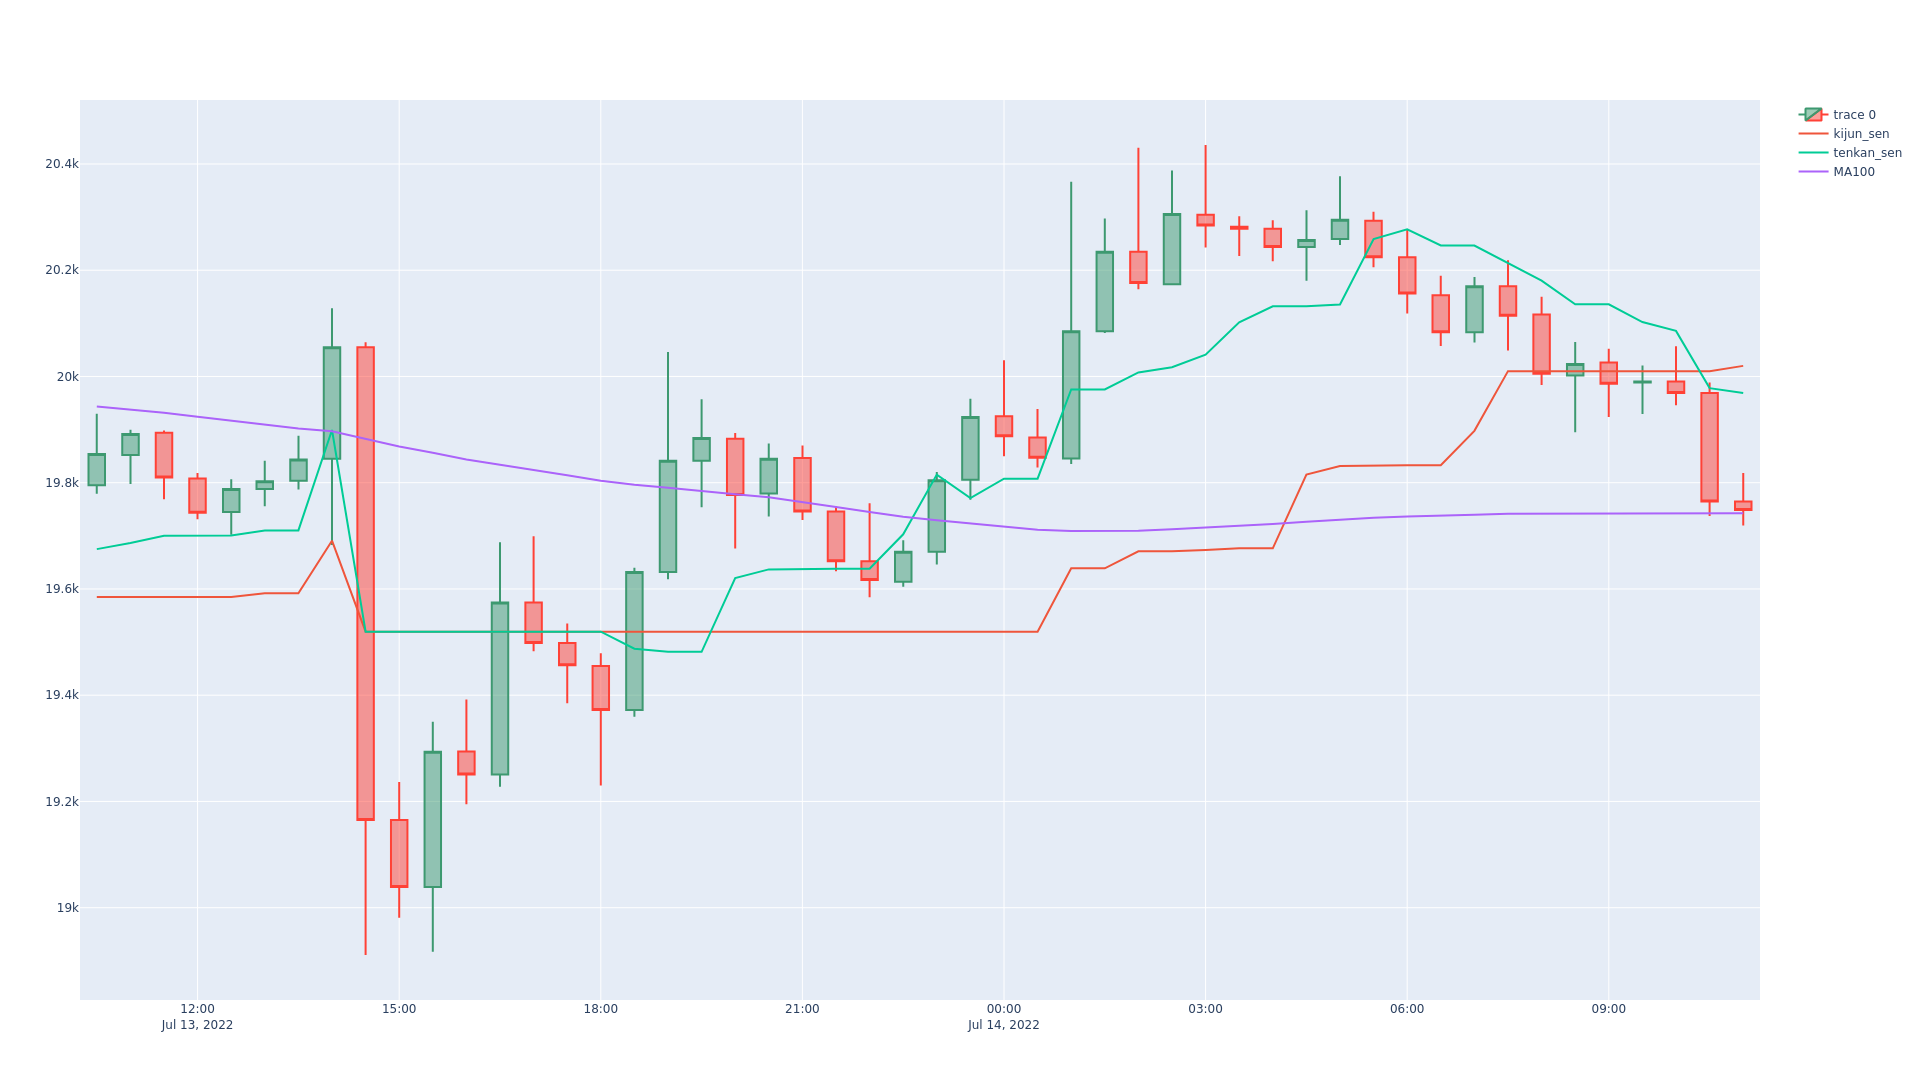 trace 0
kijun_sen
tenkan_sen
MA100
20.4k
20.2k
20k
19.8k
19.6k
19.4k
19.2k
19k
12:00 15:00 18:00 21:00 00:00 03:00 06:00 09:00
Jul 13, 2022 Jul 14, 2022